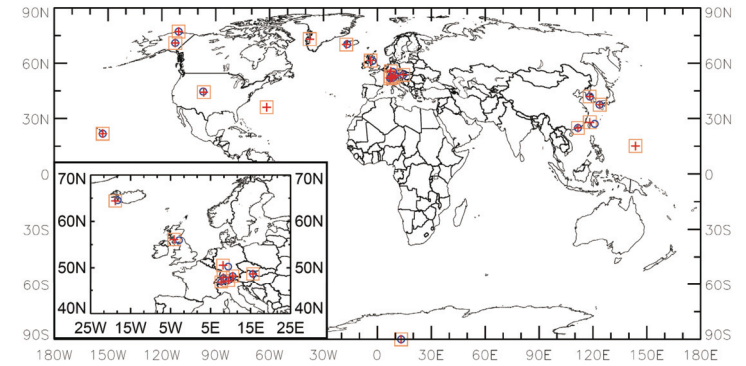 90N 90N
60N 60N
30N 30N
0 0
70N 70N
60N 60N
50N 50N
40N 40N
25W 15W 5W 5E 15E 25E
30S 30S
60S 60S
90S 90S
180W 150W 120W 90W 60W 30W 0 30E 60E 90E 120E 150E 180E